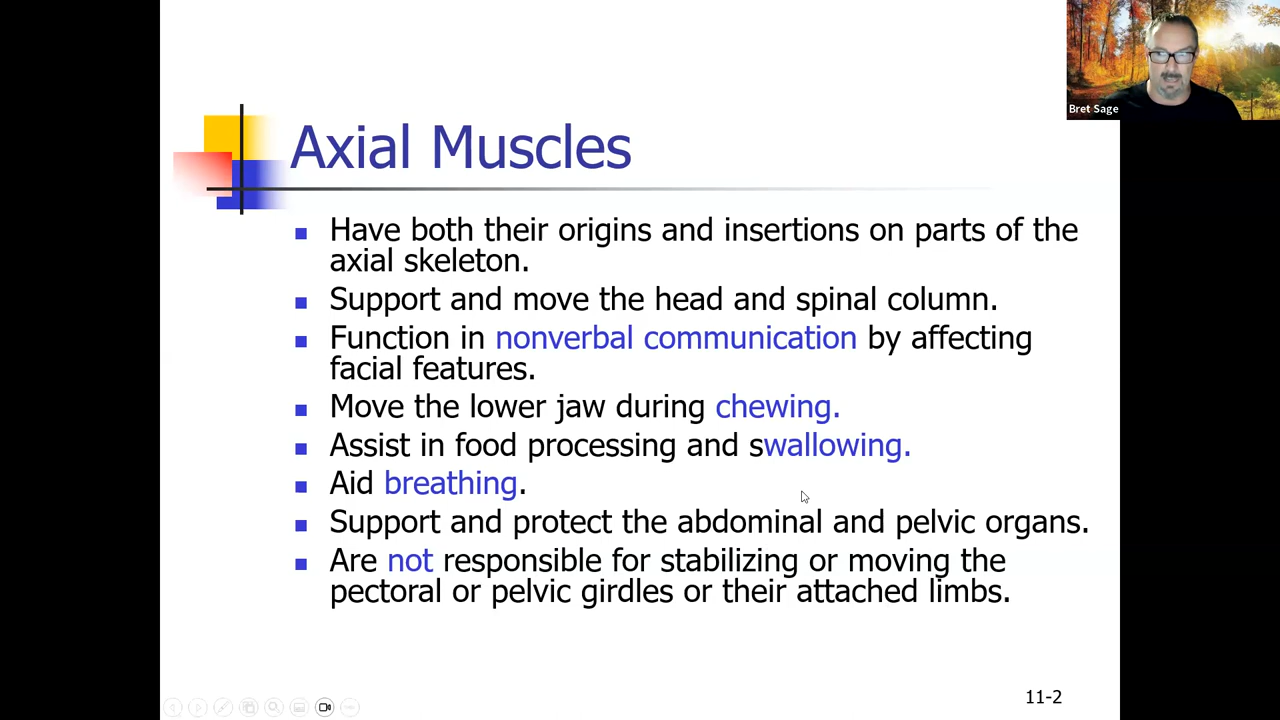 Bret Sage
Axial Muscles
Have both their origins and insertions on parts of the
axial skeleton.
Support and move the head and spinal column.
Function in nonverbal communication by affecting
facial features.
Move the lower jaw during chewing.
Assist in food processing and swallowing.
Aid breathing.
Support and protect the abdominal and pelvic organs.
Are not responsible for stabilizing or moving the
pectoral or pelvic girdles or their attached limbs.
11-2